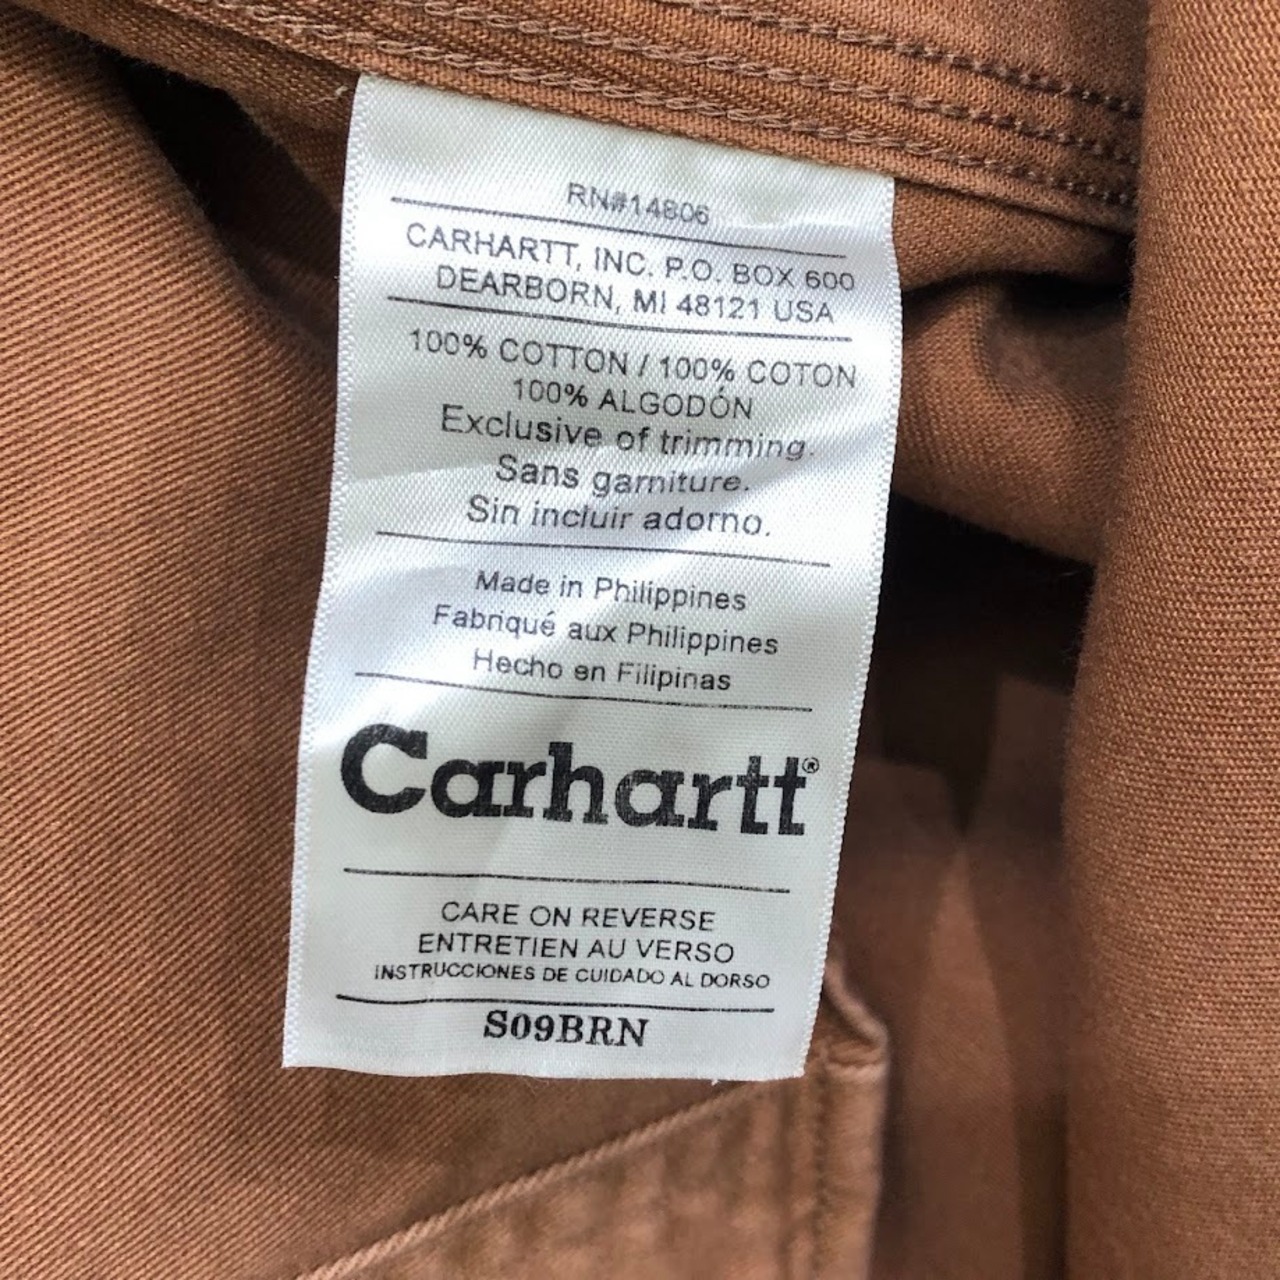 RN#14806
CARHARTT, INC. P.O. BOX 600
DEARBORN, MI 48121 USA
100% COTTON / 100% COTON
100% ALGODÓN
Exclusive of trimming.
Sans garniture.
Sin incluir adorno.
Made in Philippines
Fabriqué aux Philippines
Hecho en Filipinas
Carhartt®
CARE ON REVERSE
ENTRETIEN AU VERSO
INSTRUCCIONES DE CUIDADO AL DORSO
S09BRN